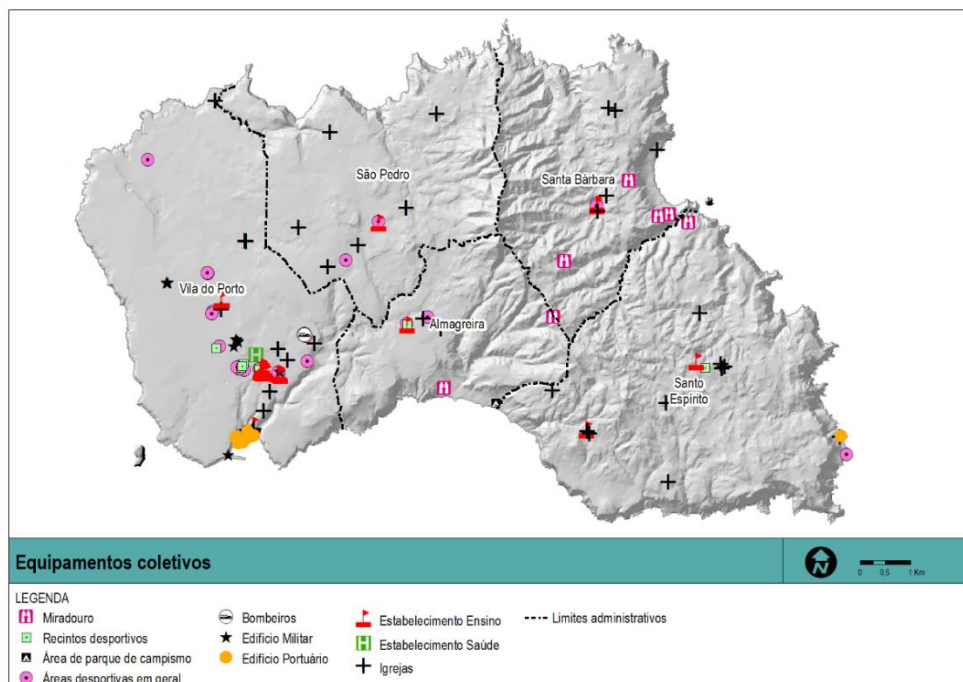 São Pedro
Santa Bárbara
Vila do Porto
Almagreira
Santo
Espírito
Equipamentos coletivos
N
0 0,5 1 Km
LEGENDA
Miradouro
Recintos desportivos
Área de parque de campismo
Áreas desportivas em geral
Bombeiros
Edifício Militar
Edifício Portuário
Estabelecimento Ensino
H Estabelecimento Saúde
Igrejas
Limites administrativos